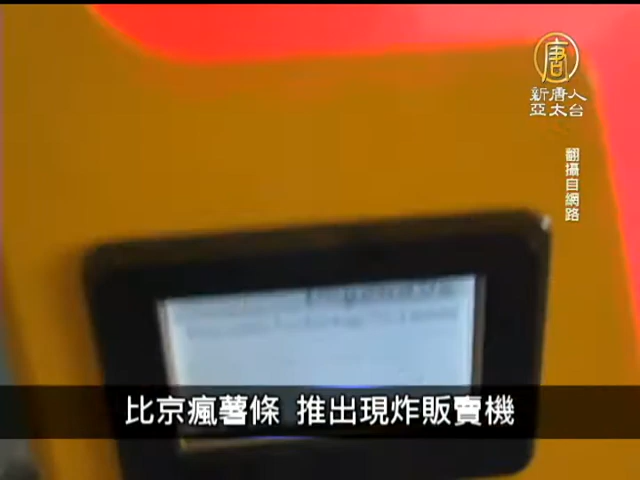 唐
新唐人
亞太台
翻攝自網路
比京瘋薯條 推出現炸販賣機